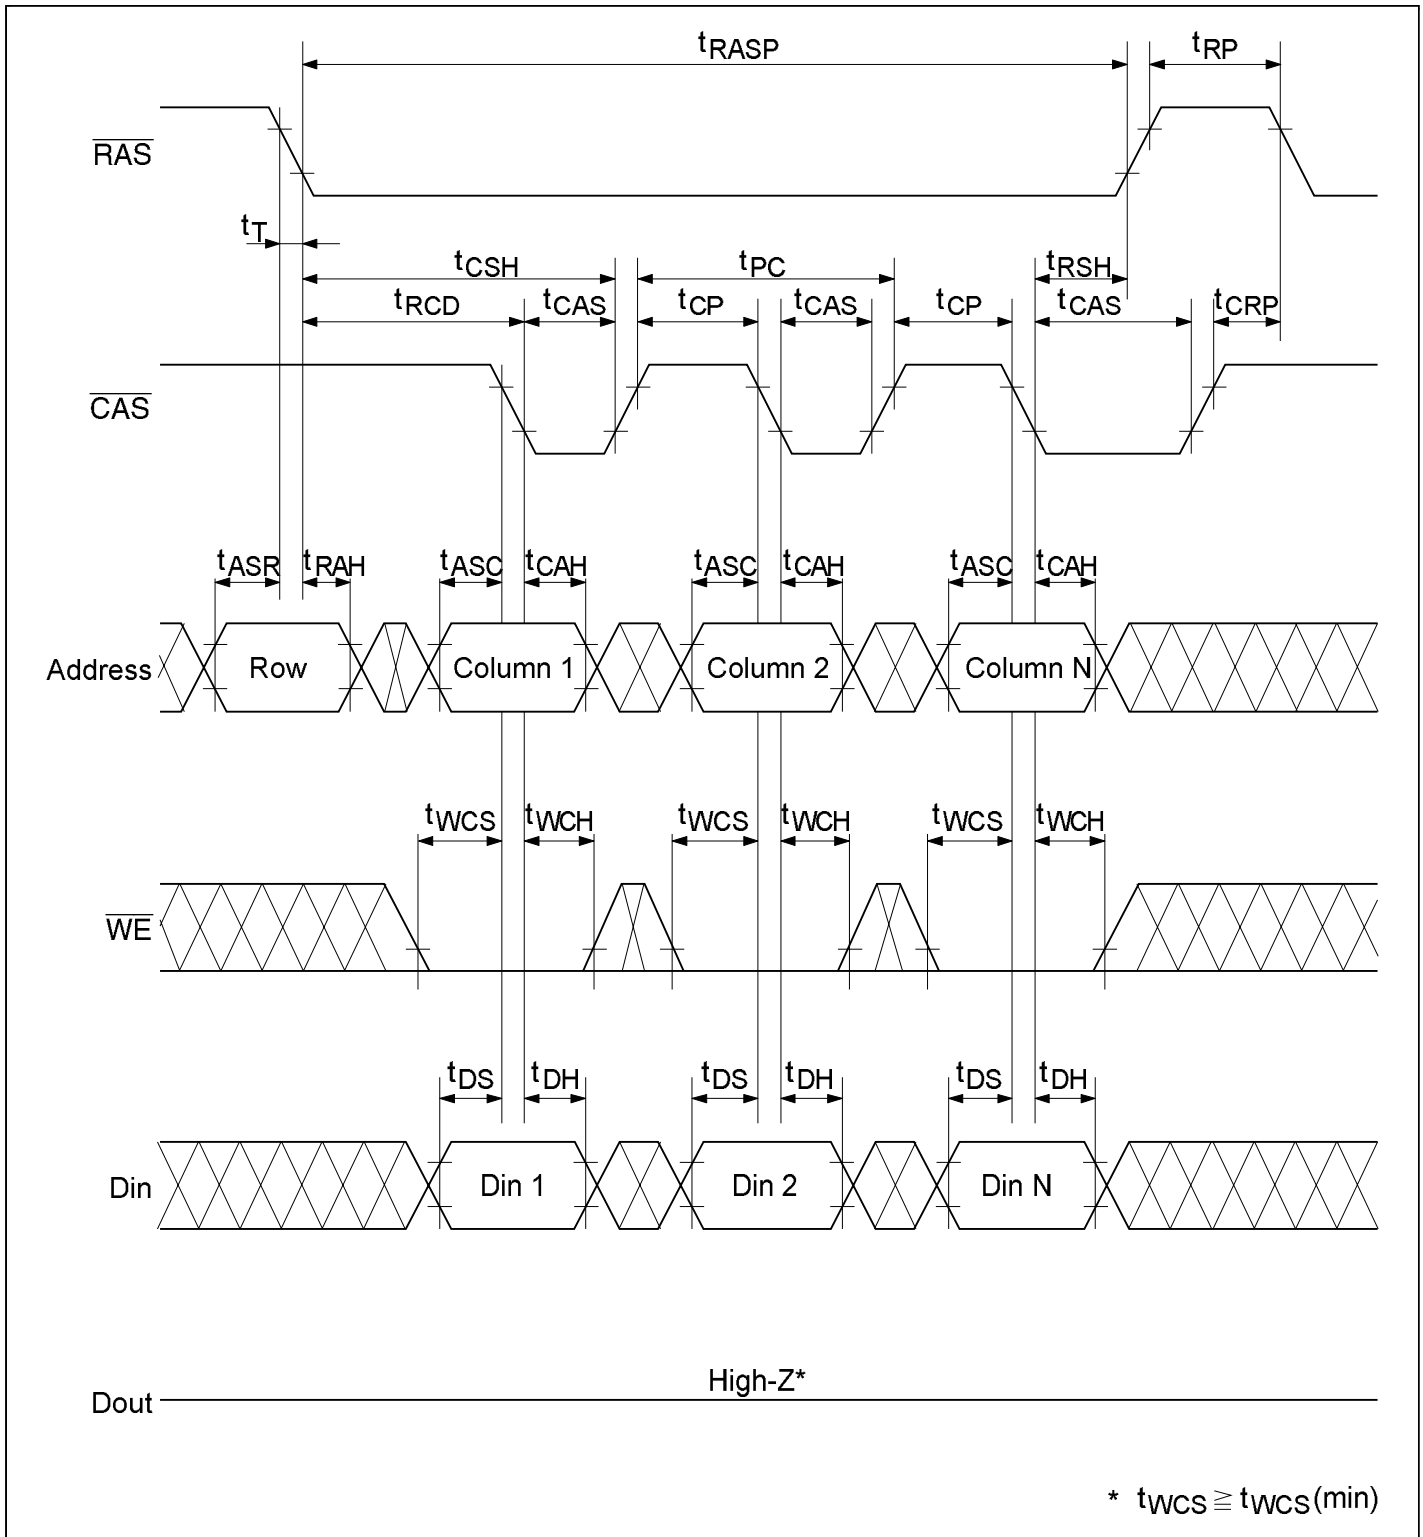 tRASP tRP
RAS
tT
tCSH tPC tRSH
tRCD tCAS tCP tCAS tCP tCAS tCRP
CAS
tASR tRAH tASC tCAH tASC tCAH tASC tCAH
Address Row Column 1 Column 2 Column N
tWCS tWCH tWCS tWCH tWCS tWCH
WE
tDS tDH tDS tDH tDS tDH
Din Din 1 Din 2 Din N
High-Z*
Dout
* tWCS ≧ tWCS (min)